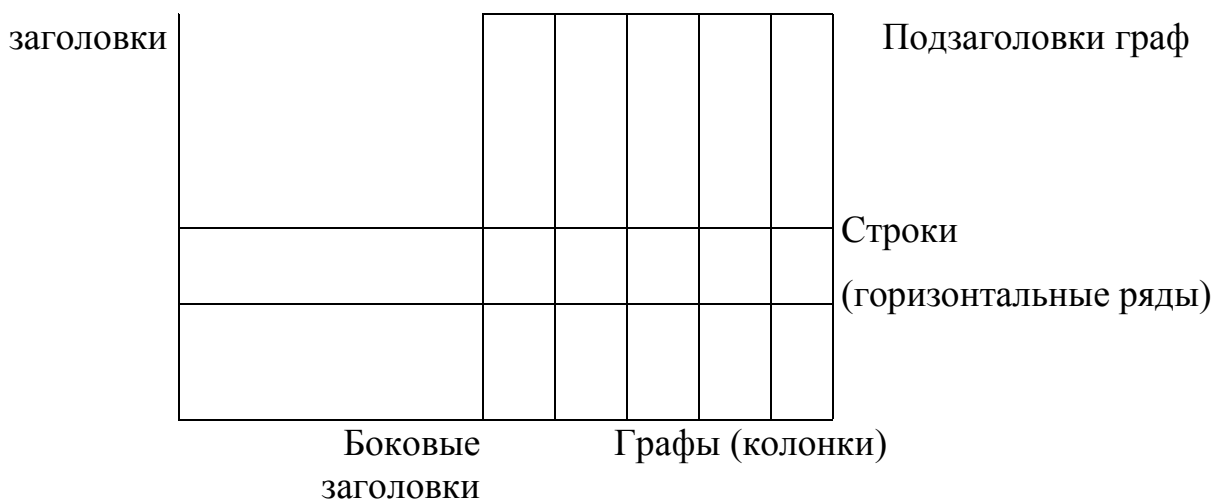 заголовки
Подзаголовки граф
Строки
(горизонтальные ряды)
Боковые
заголовки
Графы (колонки)